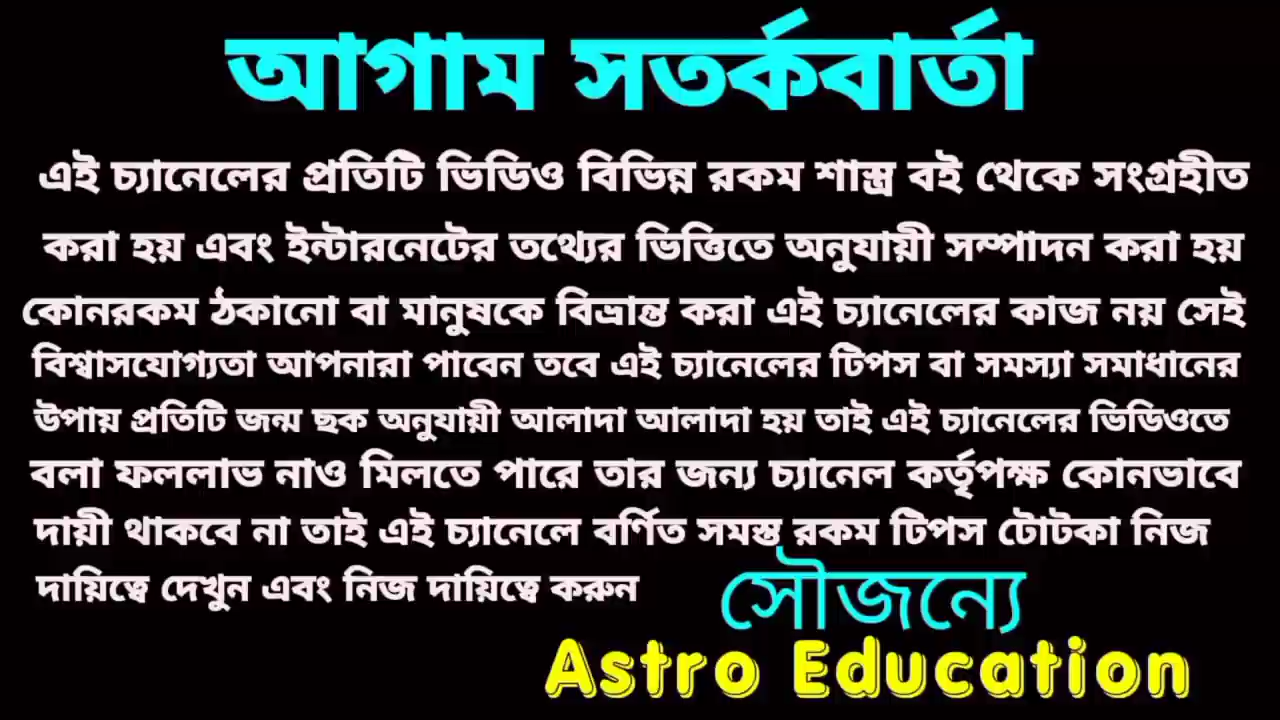 আগাম সতর্কবার্তা
এই চ্যানেলের প্রতিটি ভিডিও বিভিন্ন রকম শাস্ত্র বই থেকে সংগ্রহীত
করা হয় এবং ইন্টারনেটের তথ্যের ভিত্তিতে অনুযায়ী সম্পাদন করা হয়
কোনরকম ঠকানো বা মানুষকে বিভ্রান্ত করা এই চ্যানেলের কাজ নয় সেই
বিশ্বাসযোগ্যতা আপনারা পাবেন তবে এই চ্যানেলের টিপস বা সমস্যা সমাধানের
উপায় প্রতিটি জন্ম ছক অনুযায়ী আলাদা আলাদা হয় তাই এই চ্যানেলের ভিডিওতে
বলা ফললাভ নাও মিলতে পারে তার জন্য চ্যানেল কর্তৃপক্ষ কোনভাবে
দায়ী থাকবে না তাই এই চ্যানেলে বর্ণিত সমস্ত রকম টিপস টোটকা নিজ
দায়িত্বে দেখুন এবং নিজ দায়িত্বে করুন
সৌজন্যে
Astro Education